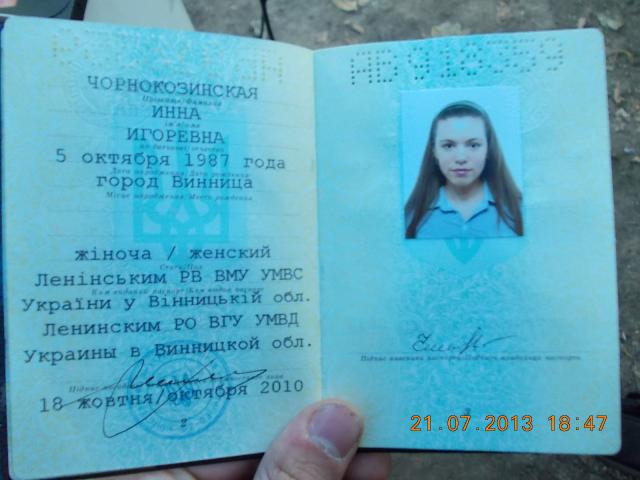 ЧОРНОКОЗИНСКАЯ
Прізвище/Фамилия
ИННА
Ім'я/Имя
ИГОРЕВНА
По батькові/Отчество
5 октября 1987 года
Дата народження/Дата рождения
город Винница
Місце народження/Место рождения
жіноча / женский
Стать/Пол
Ленінським РВ ВМУ УМВС
Ким виданий паспорт/Кем выдан паспорт
України у Вінницькій обл.
Ленинским РО ВГУ УМВД
Украины в Винницкой обл.
18 жовтня/октября 2010
2
Підпис власника паспорта/Подпись владельца паспорта
21.07.2013 18:47